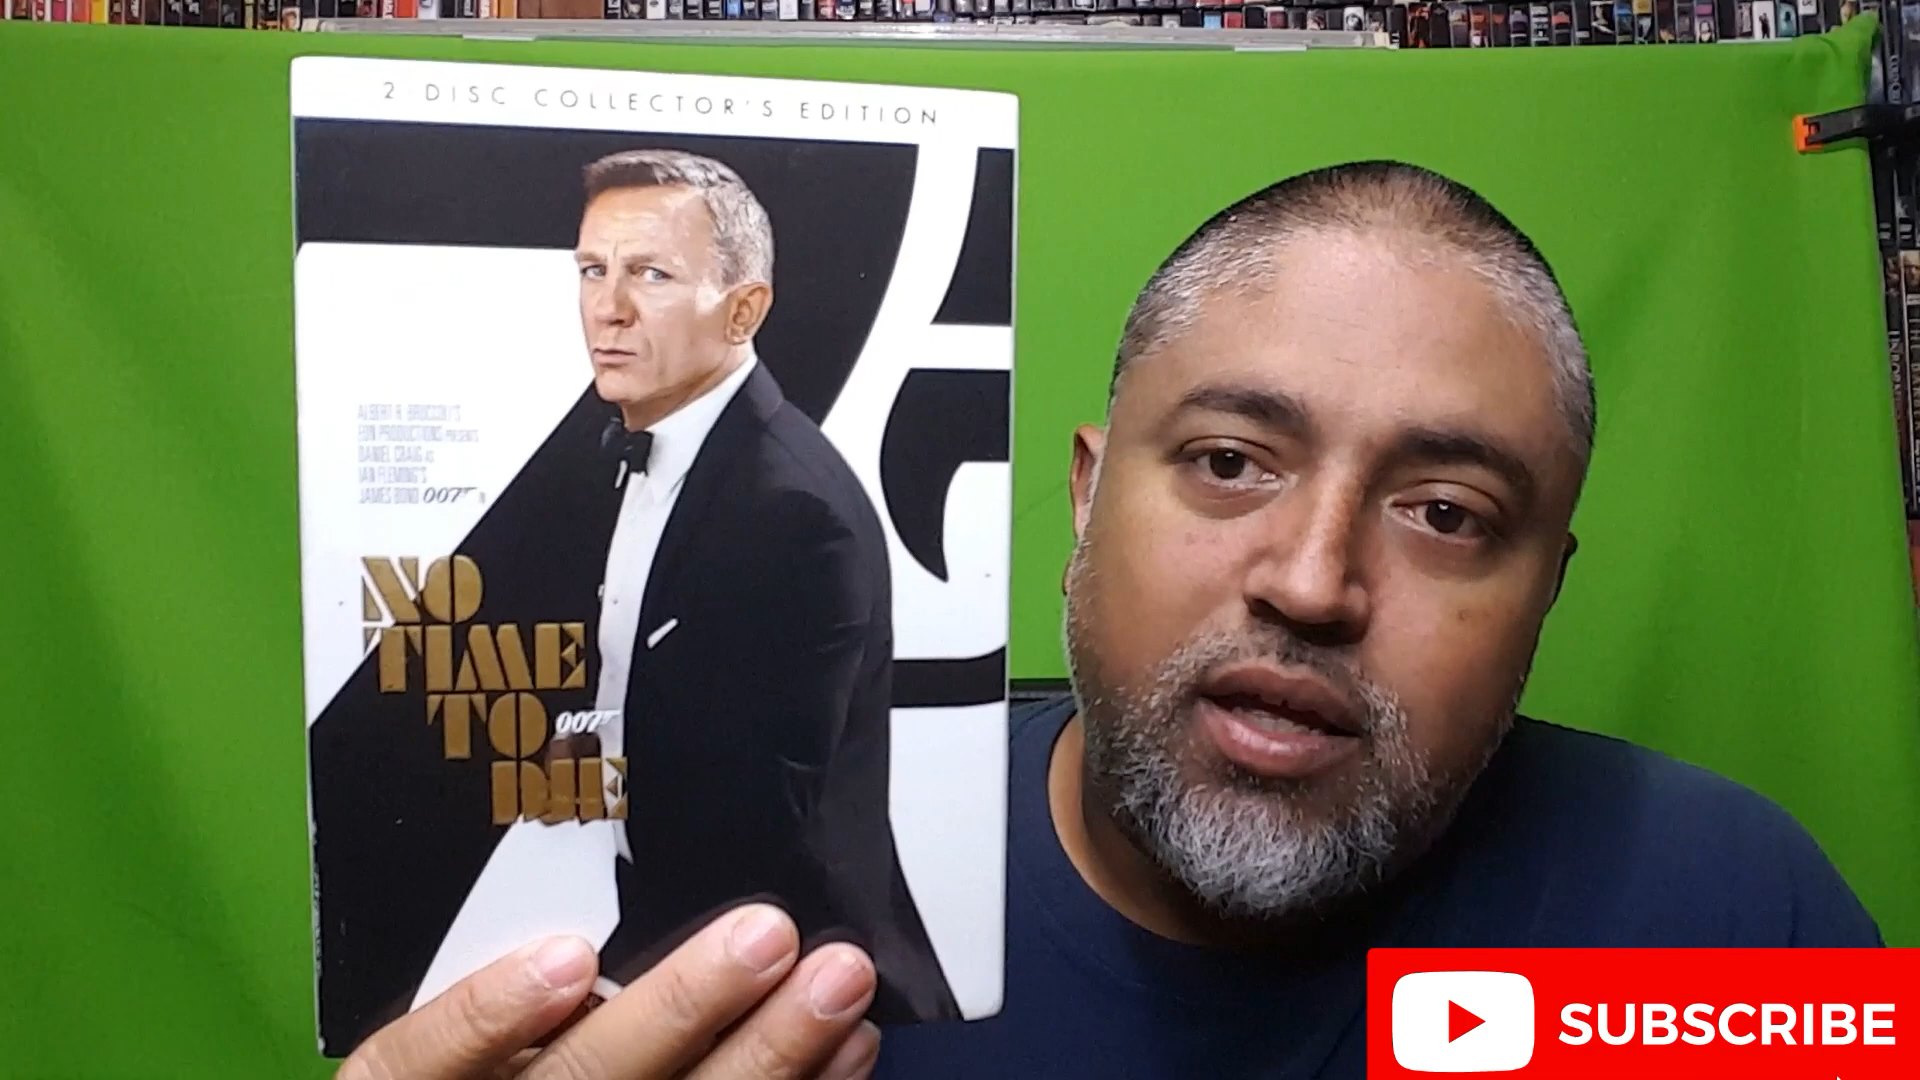 2 DISC COLLECTOR'S EDITION
ALBERT R. BROCCOLI'S
EON PRODUCTIONS PRESENTS
DANIEL CRAIG AS
IAN FLEMING'S
JAMES BOND 007 IN
NO
TIME
TO 007
DIE
SUBSCRIBE